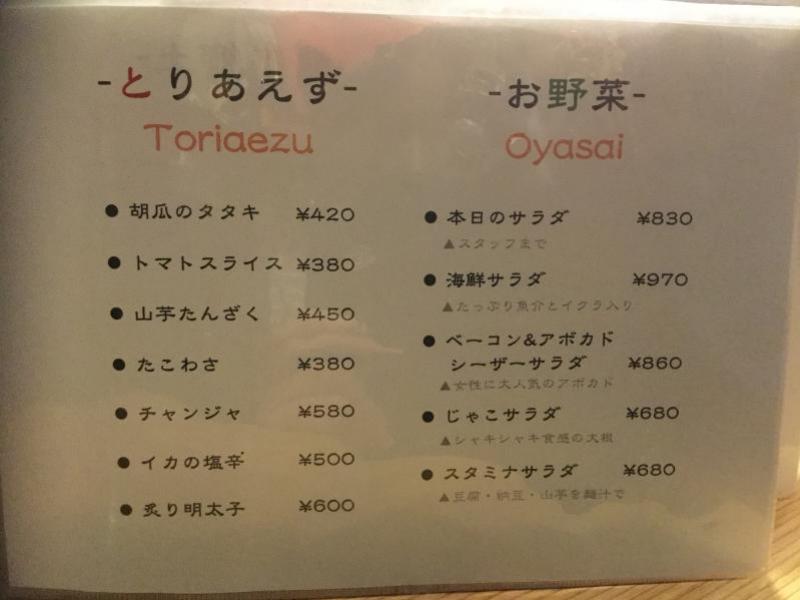 -とりあえず-
Toriaezu
●胡瓜のタタキ ¥420
●トマトスライス ¥380
●山芋たんざく ¥450
●たこわさ ¥380
●チャンジャ ¥580
●イカの塩辛 ¥500
●炙り明太子 ¥600
-お野菜-
Oyasai
●本日のサラダ ¥830
▲スタッフまで
●海鮮サラダ ¥970
▲たっぷり魚介とイクラ入り
●ベーコン&アボカド
シーザーサラダ ¥860
▲女性に大人気のアボカド
●じゃこサラダ ¥680
▲シャキシャキ食感の大根
●スタミナサラダ ¥680
▲豆腐・納豆・山芋を麺汁で